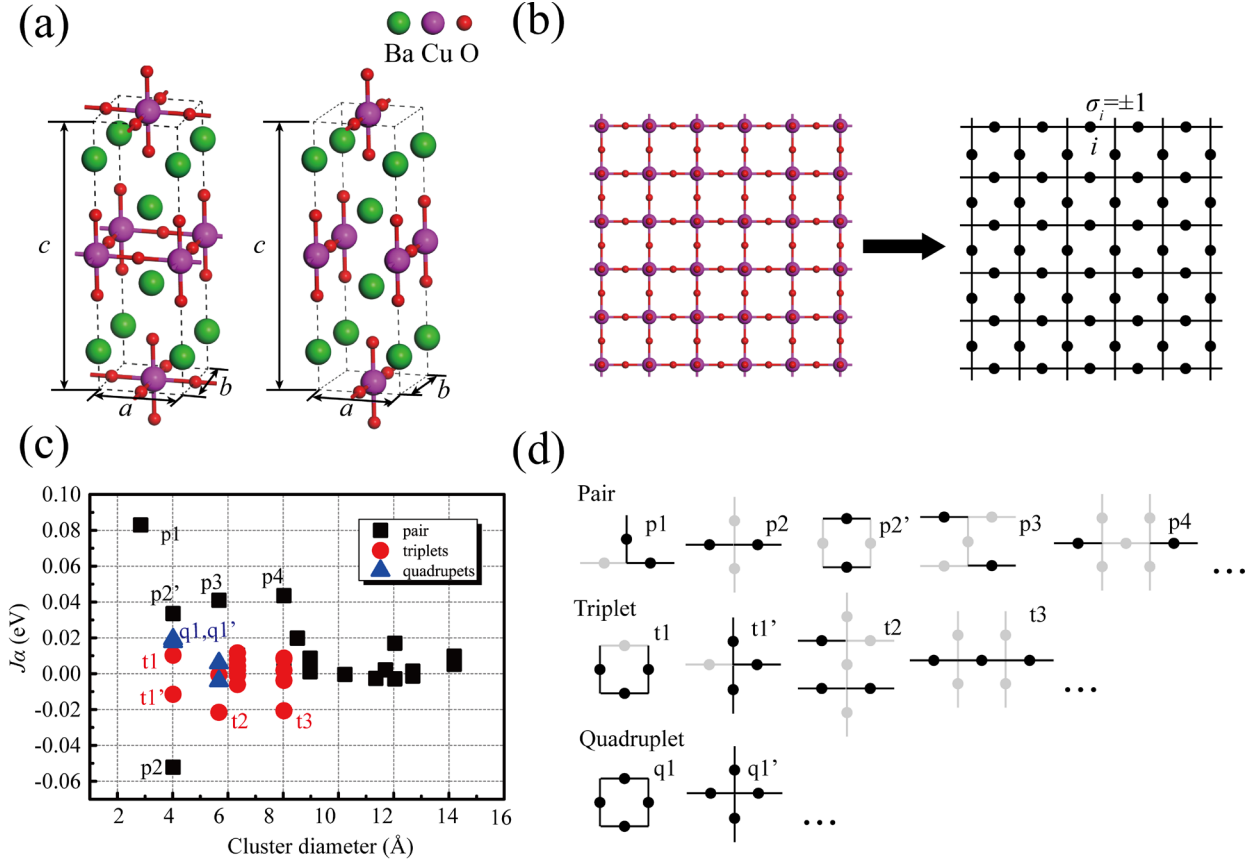 (a)
Ba Cu O
c
a
b
c
a
b
(b)
σi=±1
i
(c)
0.10
0.08
0.06
0.04
0.02
0.00
-0.02
-0.04
-0.06
Jα (eV)
2 4 6 8 10 12 14 16
Cluster diameter (Å)
pair
triplets
quadrupets
p1
p2’
p3
p4
q1,q1’
t1
t1’
t2
t3
p2
(d)
Pair
p1
p2
p2’
p3
p4
...
Triplet
t1
t1’
t2
t3
...
Quadruplet
q1
q1’
...